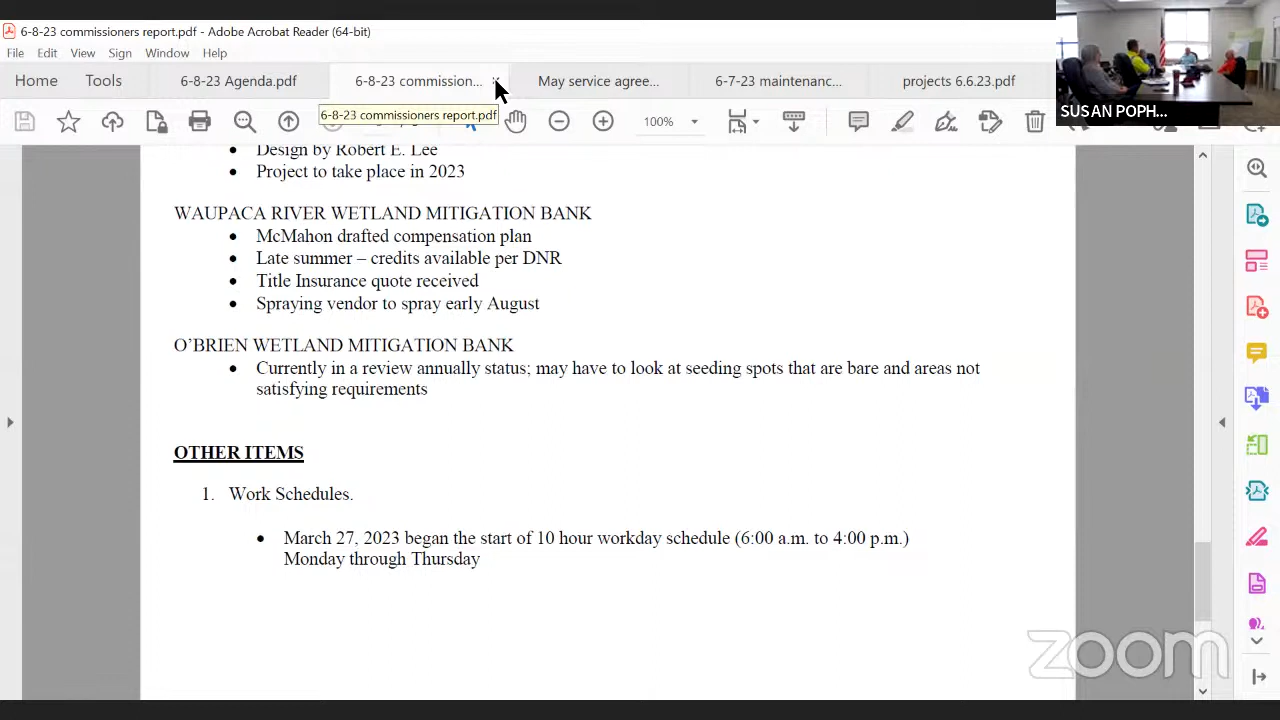 6-8-23 commissioners report.pdf - Adobe Acrobat Reader (64-bit)
File Edit View Sign Window Help
Home Tools 6-8-23 Agenda.pdf 6-8-23 commission... May service agree... 6-7-23 maintenanc... projects 6.6.23.pdf
6-8-23 commissioners report.pdf
100%
SUSAN POPH...
• Design by Robert E. Lee
• Project to take place in 2023
WAUPACA RIVER WETLAND MITIGATION BANK
• McMahon drafted compensation plan
• Late summer – credits available per DNR
• Title Insurance quote received
• Spraying vendor to spray early August
O’BRIEN WETLAND MITIGATION BANK
• Currently in a review annually status; may have to look at seeding spots that are bare and areas not
satisfying requirements
OTHER ITEMS
1. Work Schedules.
• March 27, 2023 began the start of 10 hour workday schedule (6:00 a.m. to 4:00 p.m.)
Monday through Thursday
zoom